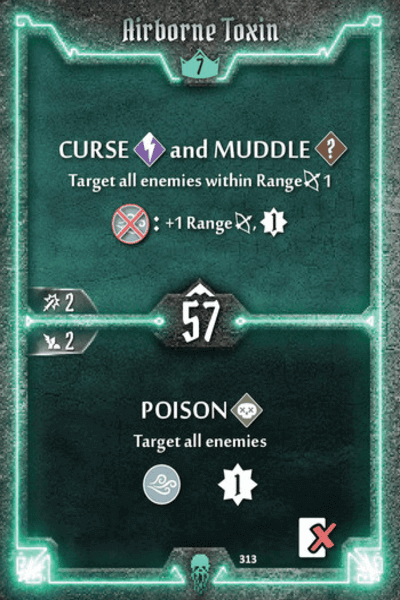 Airborne Toxin
7
CURSE and MUDDLE ?
Target all enemies within Range 1
: +1 Range , 1
2
57
2
POISON
Target all enemies
1
313